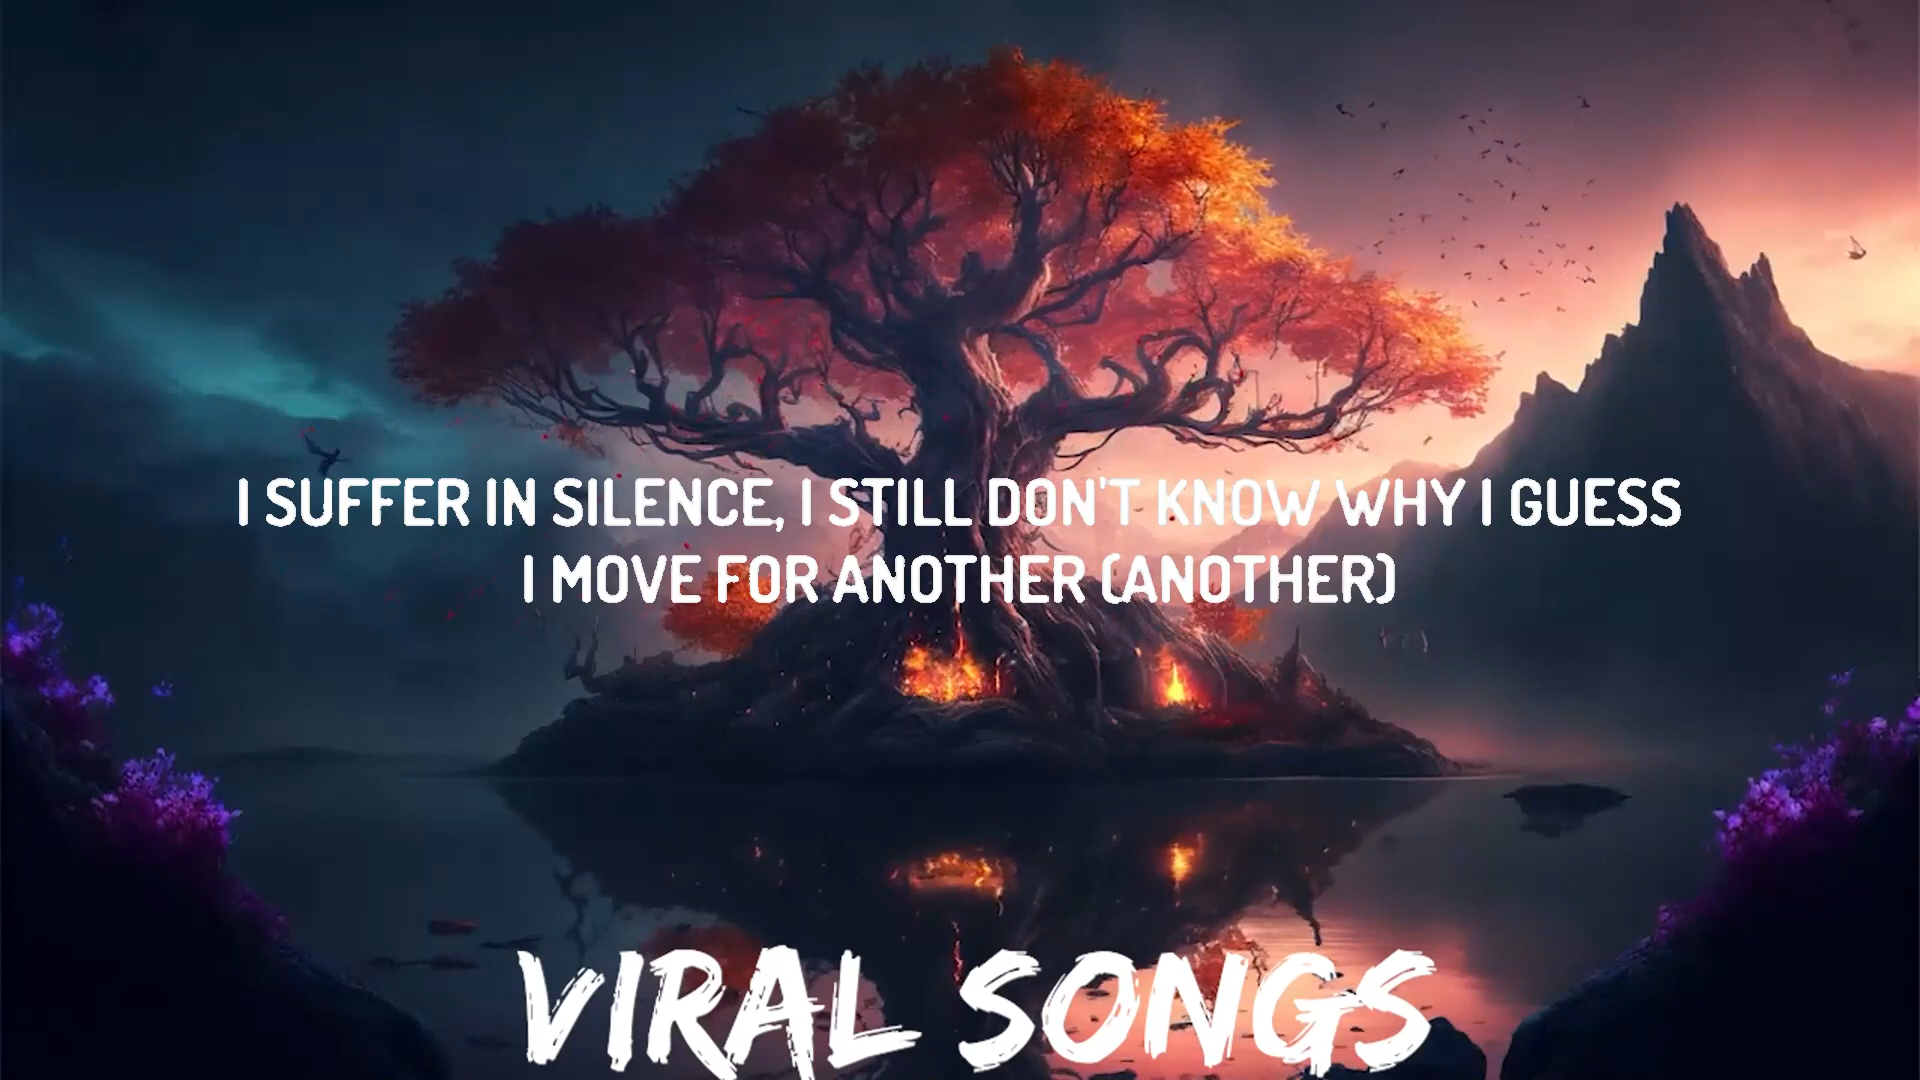 I SUFFER IN SILENCE, I STILL DON'T KNOW WHY I GUESS
I MOVE FOR ANOTHER (ANOTHER)
VIRAL SONGS